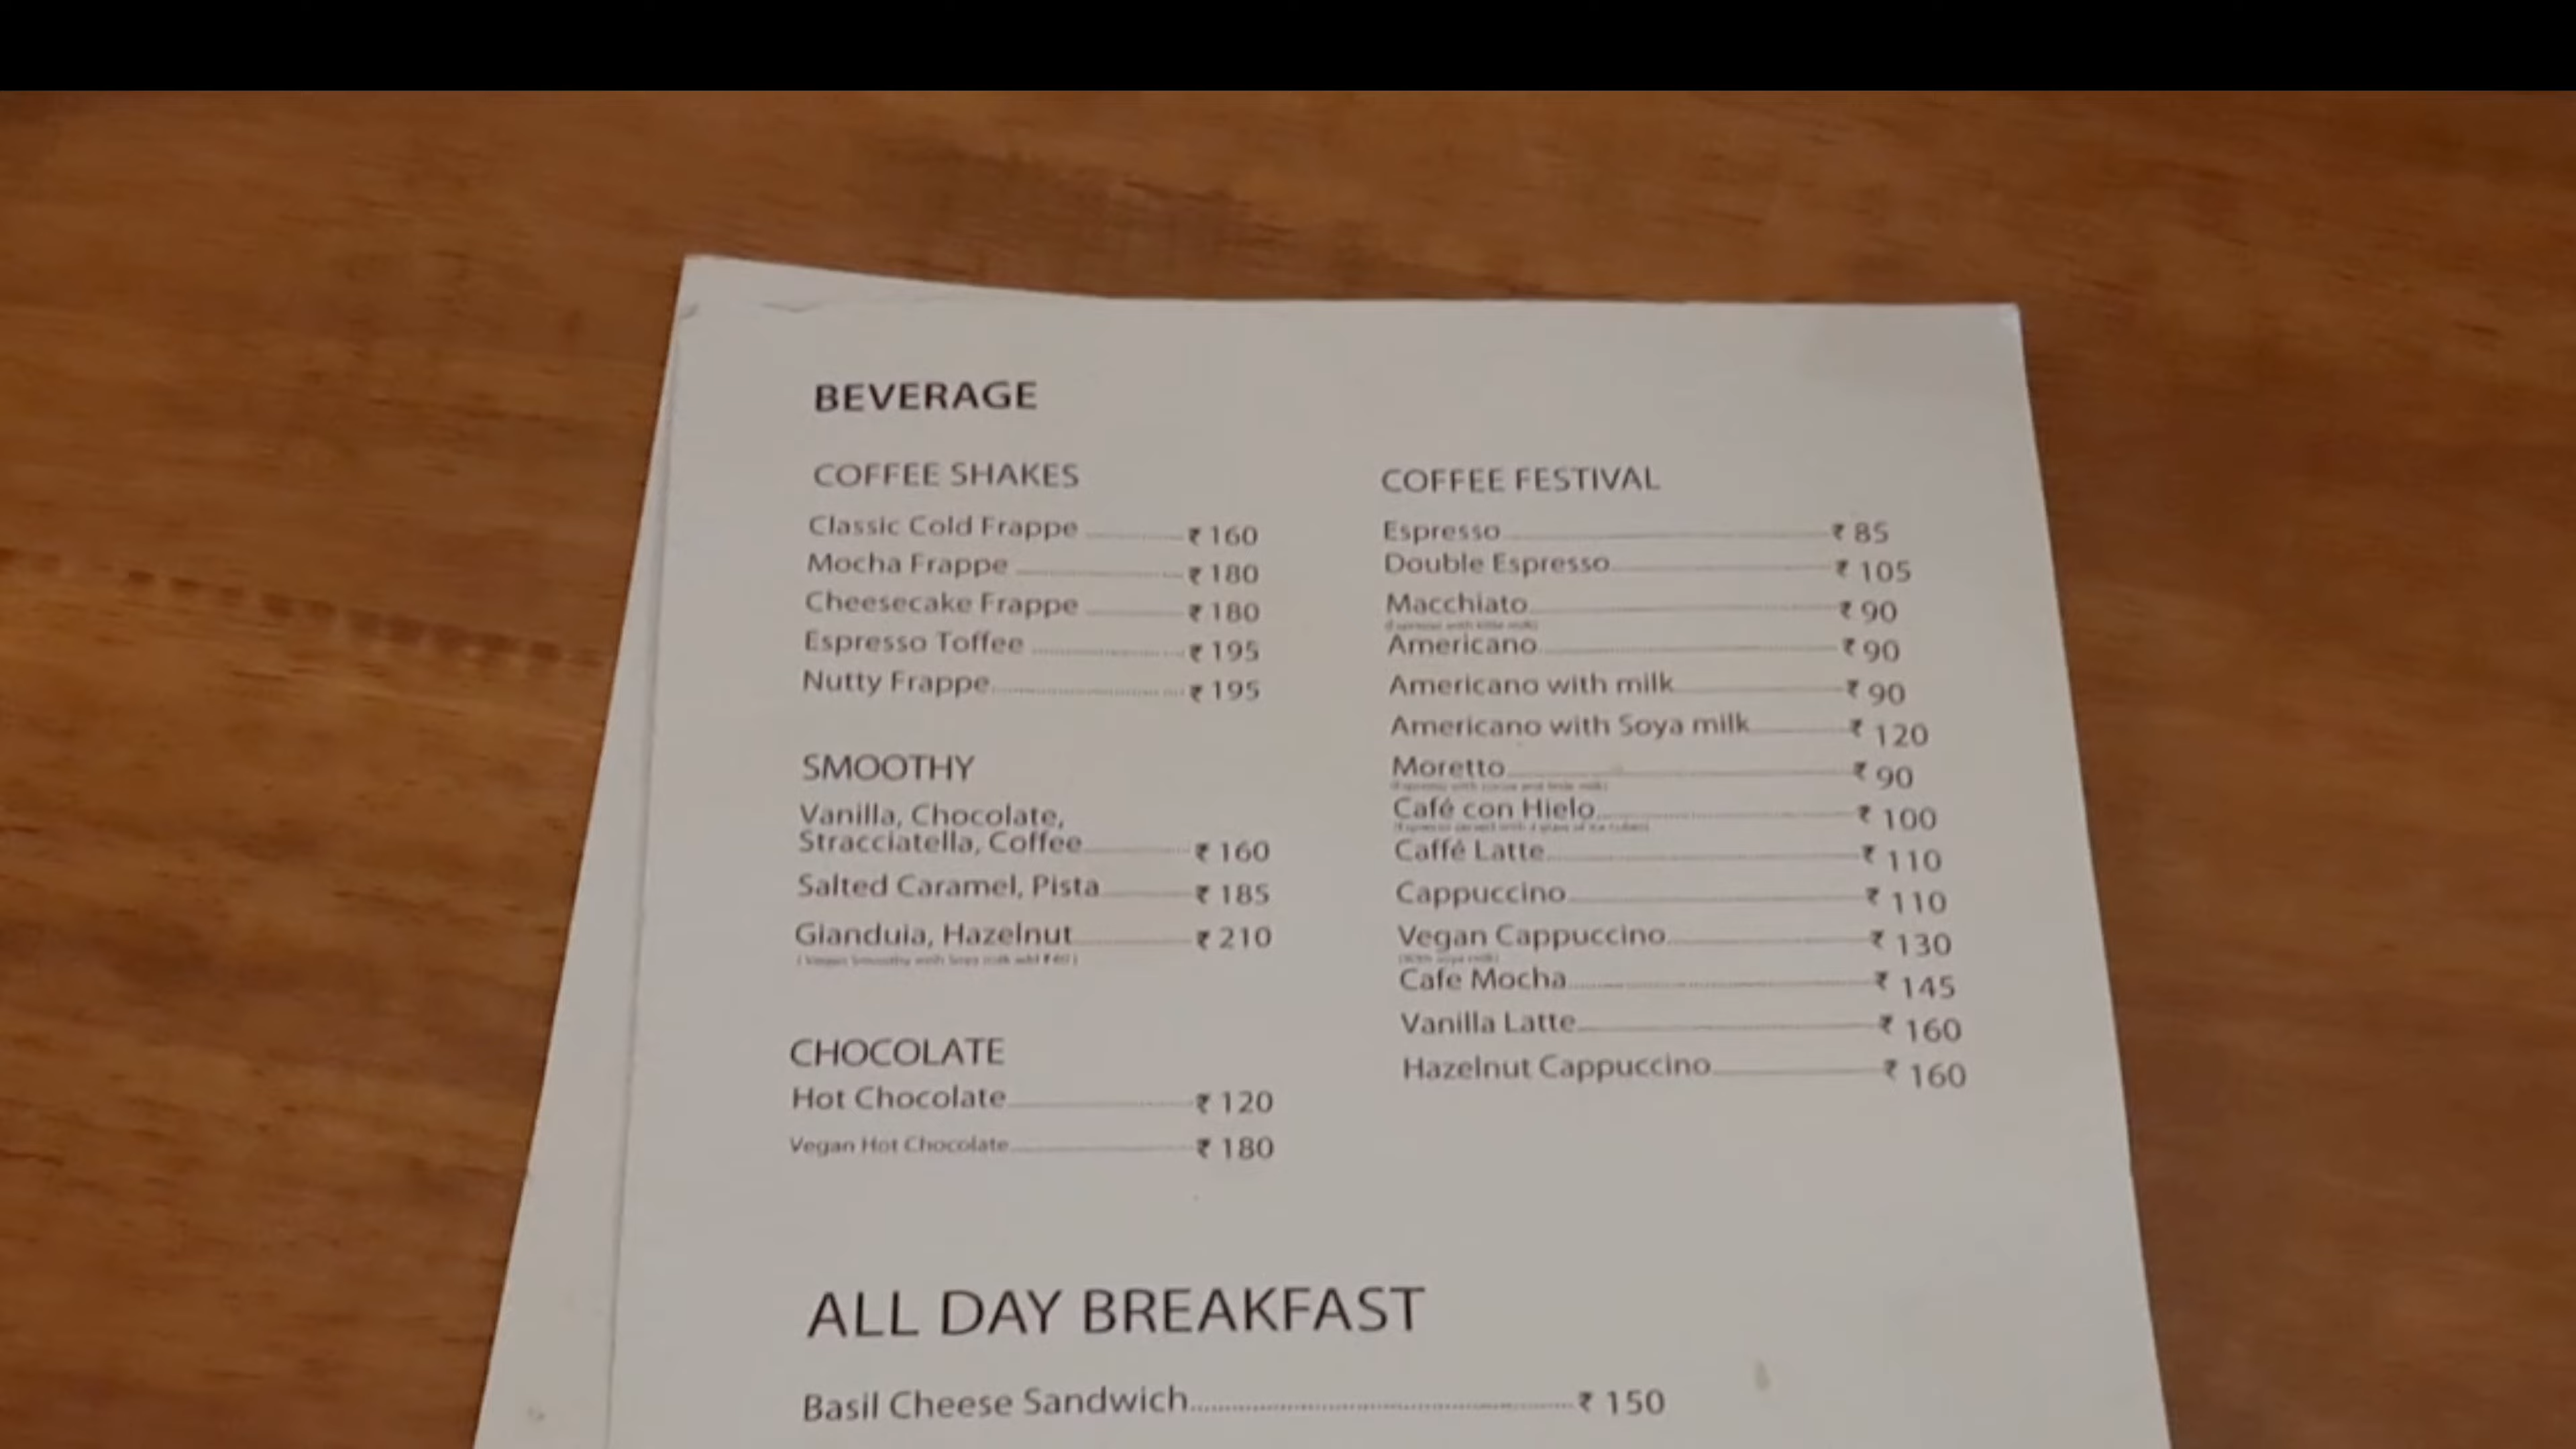 BEVERAGE
COFFEE SHAKES
Classic Cold Frappe ₹ 160
Mocha Frappe ₹ 180
Cheesecake Frappe ₹ 180
Espresso Toffee ₹ 195
Nutty Frappe ₹ 195
SMOOTHY
Vanilla, Chocolate,
Stracciatella, Coffee ₹ 160
Salted Caramel, Pista ₹ 185
Gianduia, Hazelnut ₹ 210
CHOCOLATE
Hot Chocolate ₹ 120
Vegan Hot Chocolate ₹ 180
COFFEE FESTIVAL
Espresso ₹ 85
Double Espresso ₹ 105
Macchiato ₹ 90
Americano ₹ 90
Americano with milk ₹ 90
Americano with Soya milk ₹ 120
Moretto ₹ 90
Café con Hielo ₹ 100
Caffé Latte ₹ 110
Cappuccino ₹ 110
Vegan Cappuccino ₹ 130
Cafe Mocha ₹ 145
Vanilla Latte ₹ 160
Hazelnut Cappuccino ₹ 160
ALL DAY BREAKFAST
Basil Cheese Sandwich ₹ 150